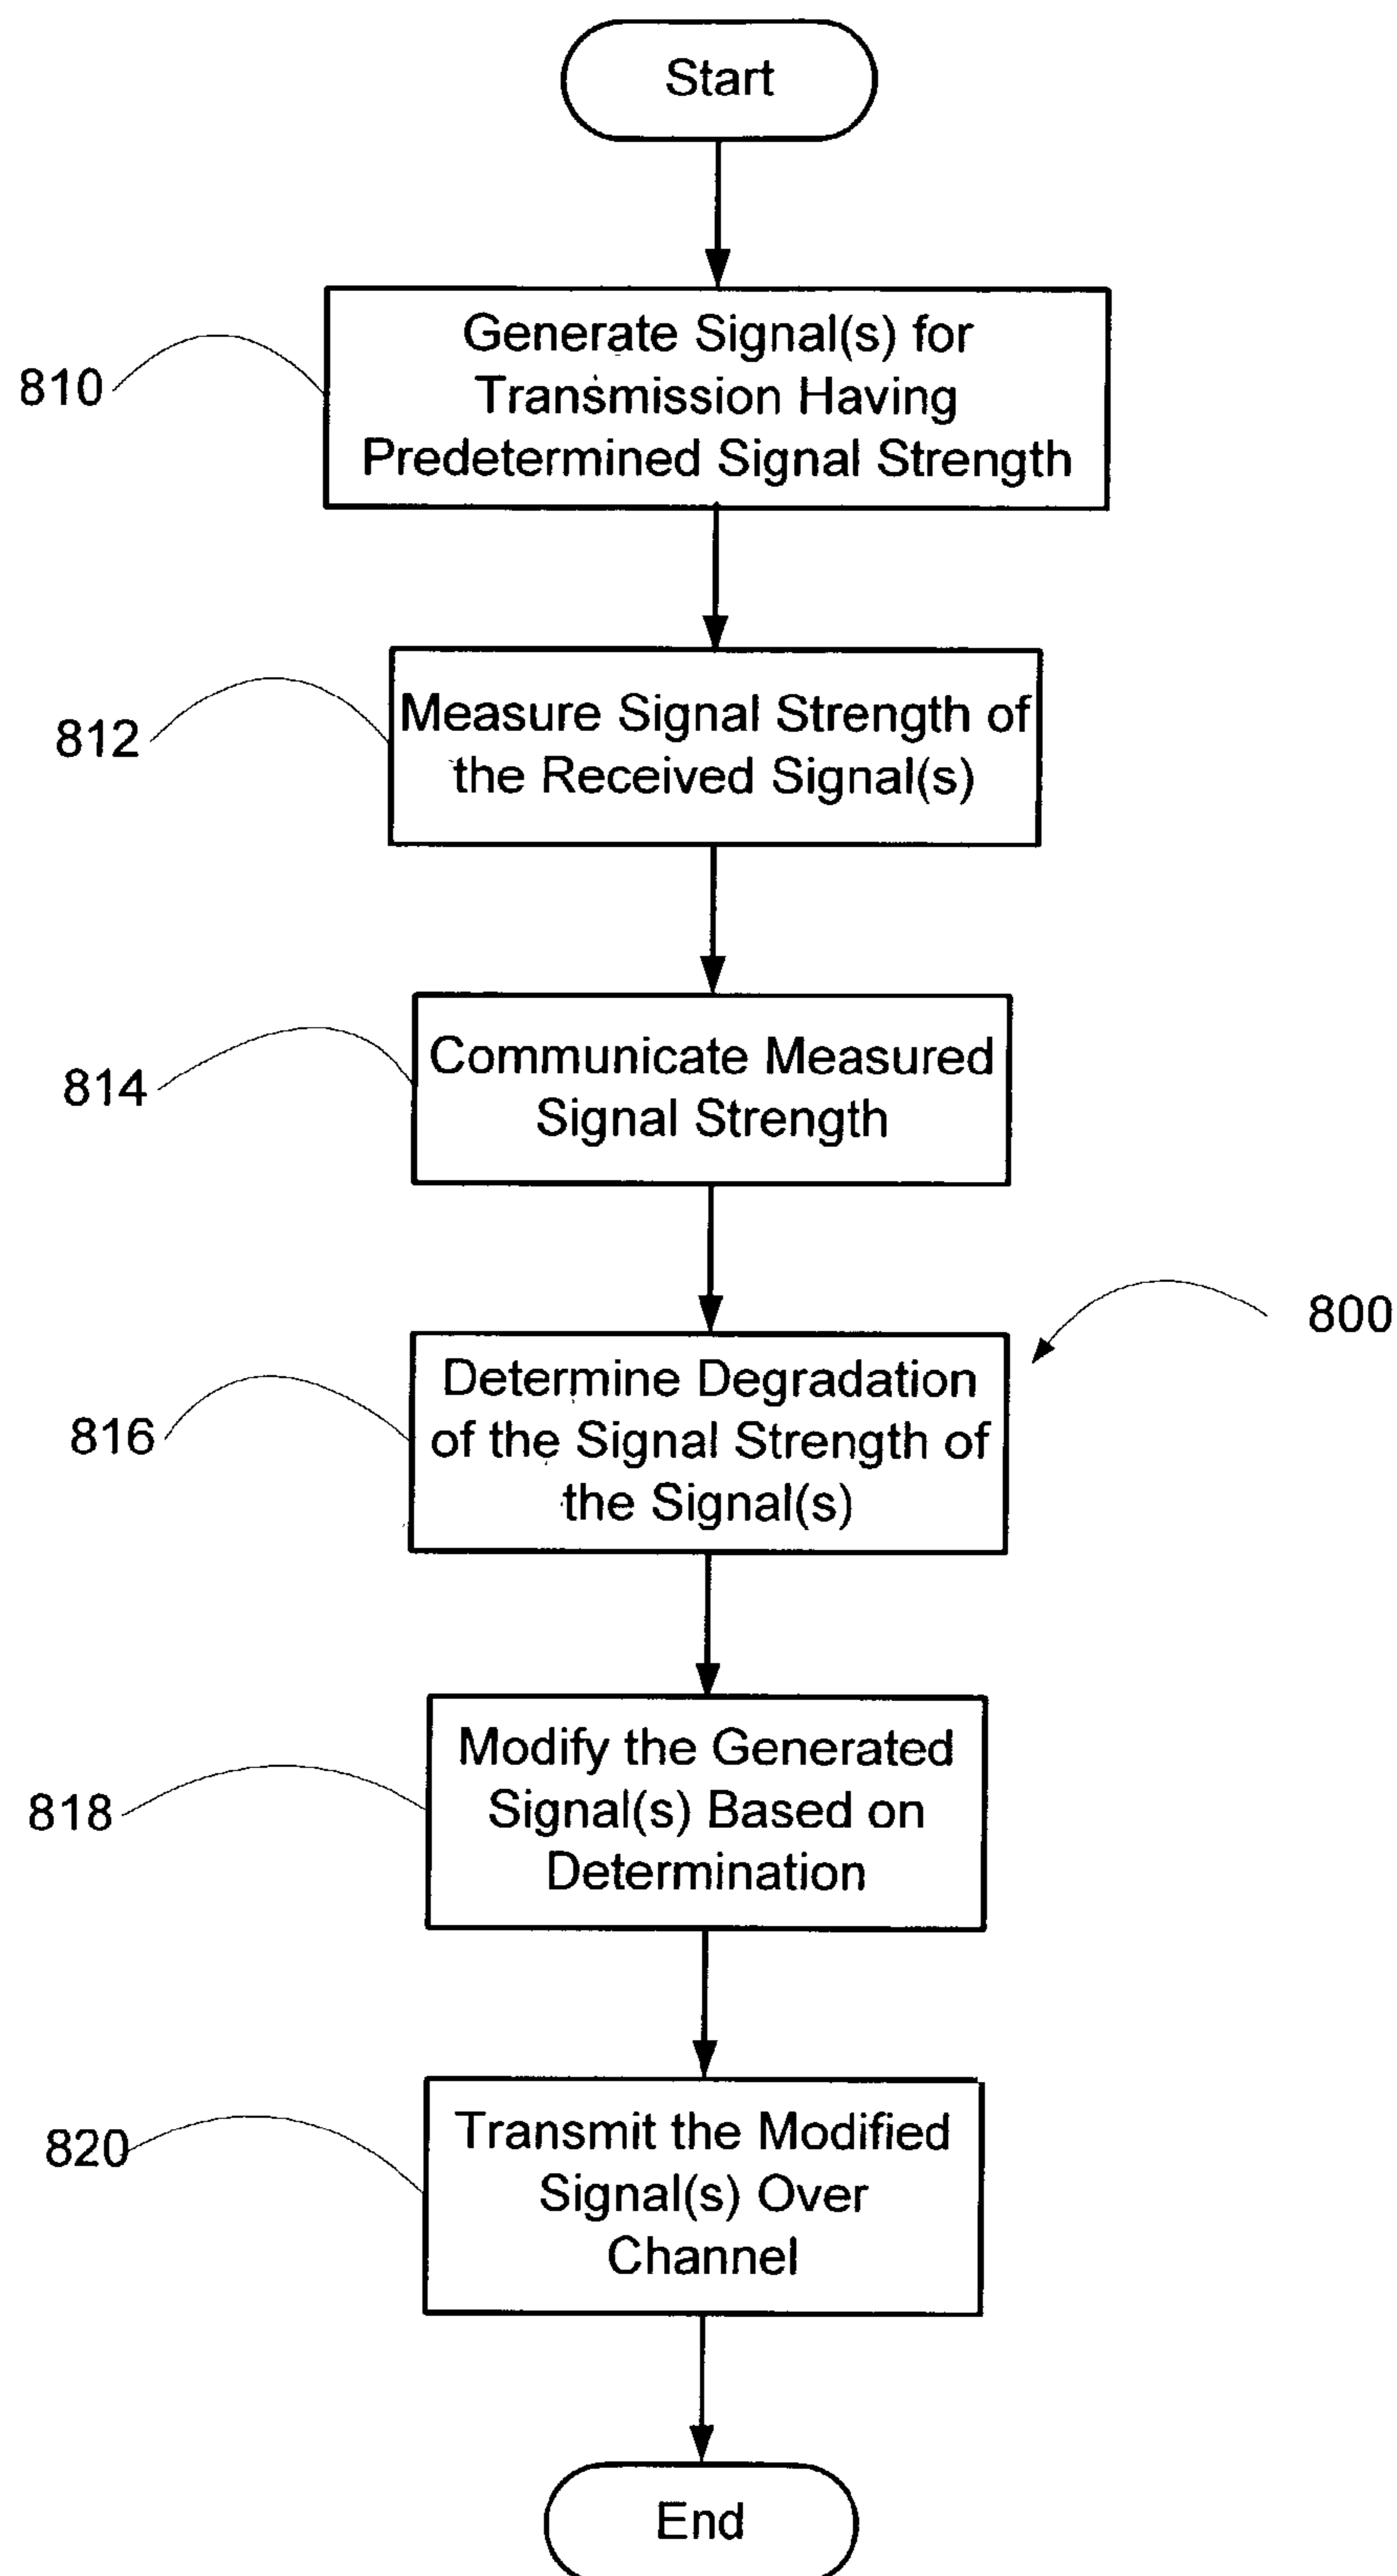 Start
810
Generate Signal(s) for
Transmission Having
Predetermined Signal Strength
812
Measure Signal Strength of
the Received Signal(s)
814
Communicate Measured
Signal Strength
800
816
Determine Degradation
of the Signal Strength of
the Signal(s)
818
Modify the Generated
Signal(s) Based on
Determination
820
Transmit the Modified
Signal(s) Over
Channel
End